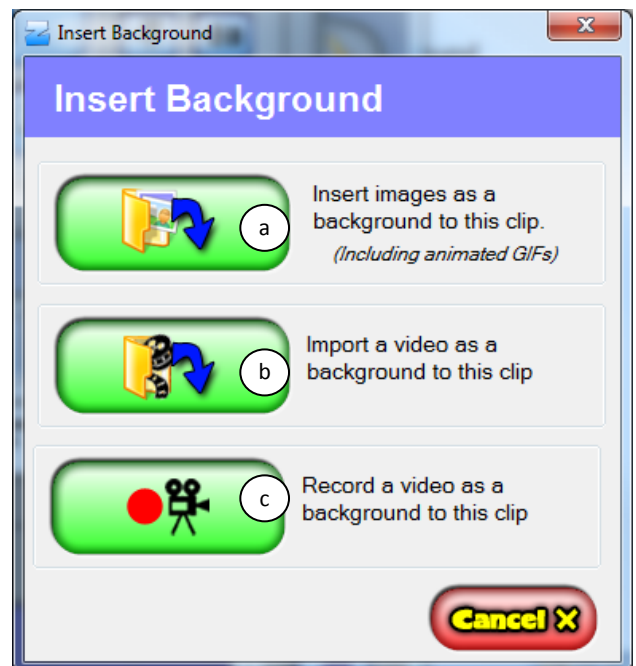 Insert Background
Insert Background
a
Insert images as a
background to this clip.
(Including animated GIFs)
b
Import a video as a
background to this clip
c
Record a video as a
background to this clip
Cancel X